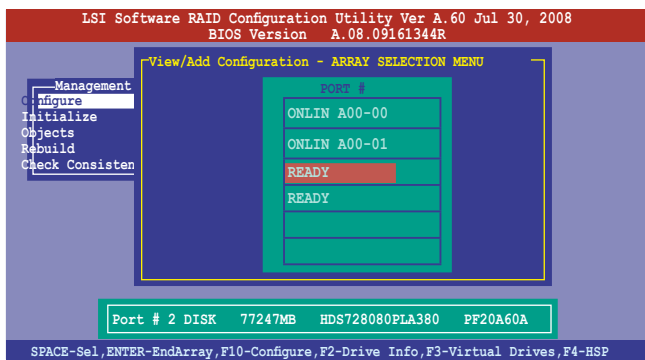 LSI Software RAID Configuration Utility Ver A.60 Jul 30, 2008
BIOS Version A.08.09161344R
View/Add Configuration - ARRAY SELECTION MENU
Management
Configure
Initialize
Objects
Rebuild
Check Consisten
PORT #
ONLIN A00-00
ONLIN A00-01
READY
READY
Port # 2 DISK 77247MB HDS728080PLA380 PF20A60A
SPACE-Sel,ENTER-EndArray,F10-Configure,F2-Drive Info,F3-Virtual Drives,F4-HSP